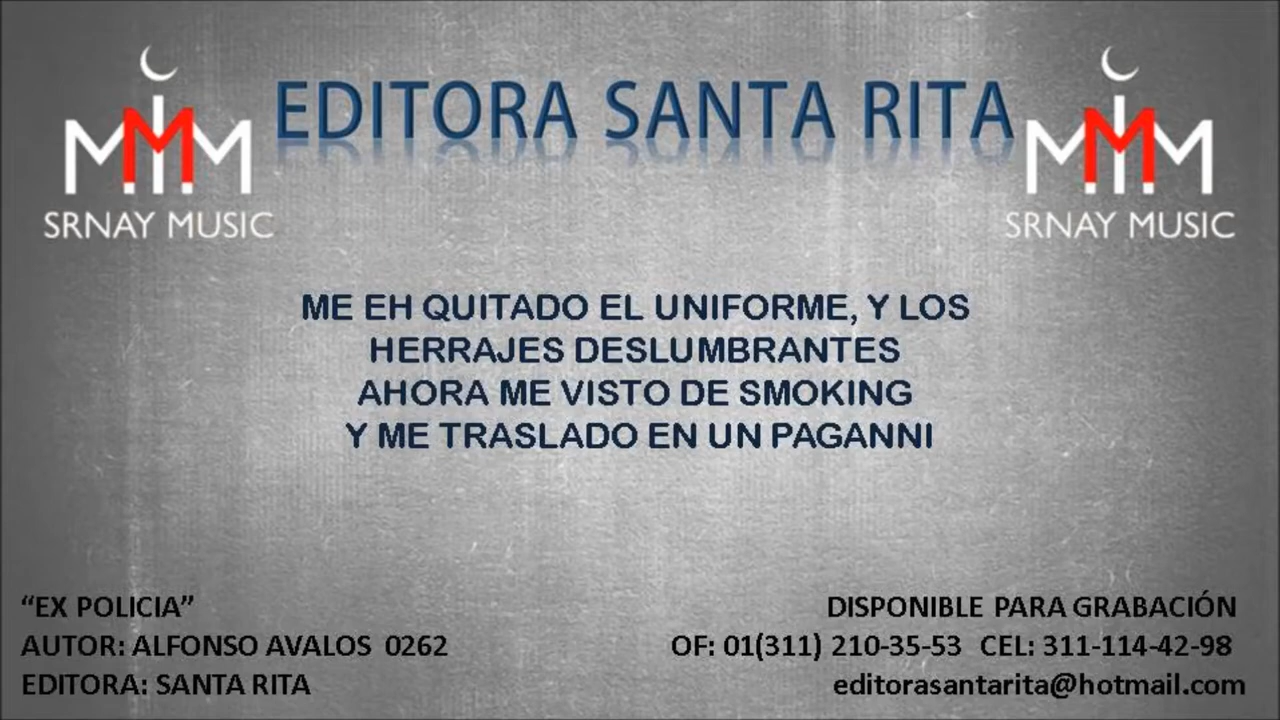 EDITORA SANTA RITA
SRNAY MUSIC
SRNAY MUSIC
ME EH QUITADO EL UNIFORME, Y LOS
HERRAJES DESLUMBRANTES
AHORA ME VISTO DE SMOKING
Y ME TRASLADO EN UN PAGANNI
“EX POLICIA”
AUTOR: ALFONSO AVALOS 0262
EDITORA: SANTA RITA
DISPONIBLE PARA GRABACIÓN
OF: 01(311) 210-35-53 CEL: 311-114-42-98
editorasantarita@hotmail.com